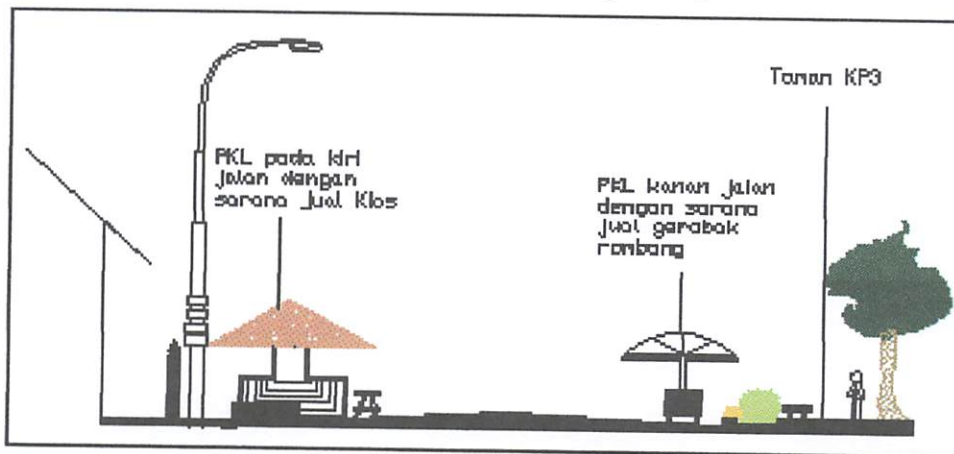 PKL pada kiri
jalan dengan
sarana jual Kios
PKL kanan jalan
dengan sarana
jual gerobak
rombong
Taman KP3